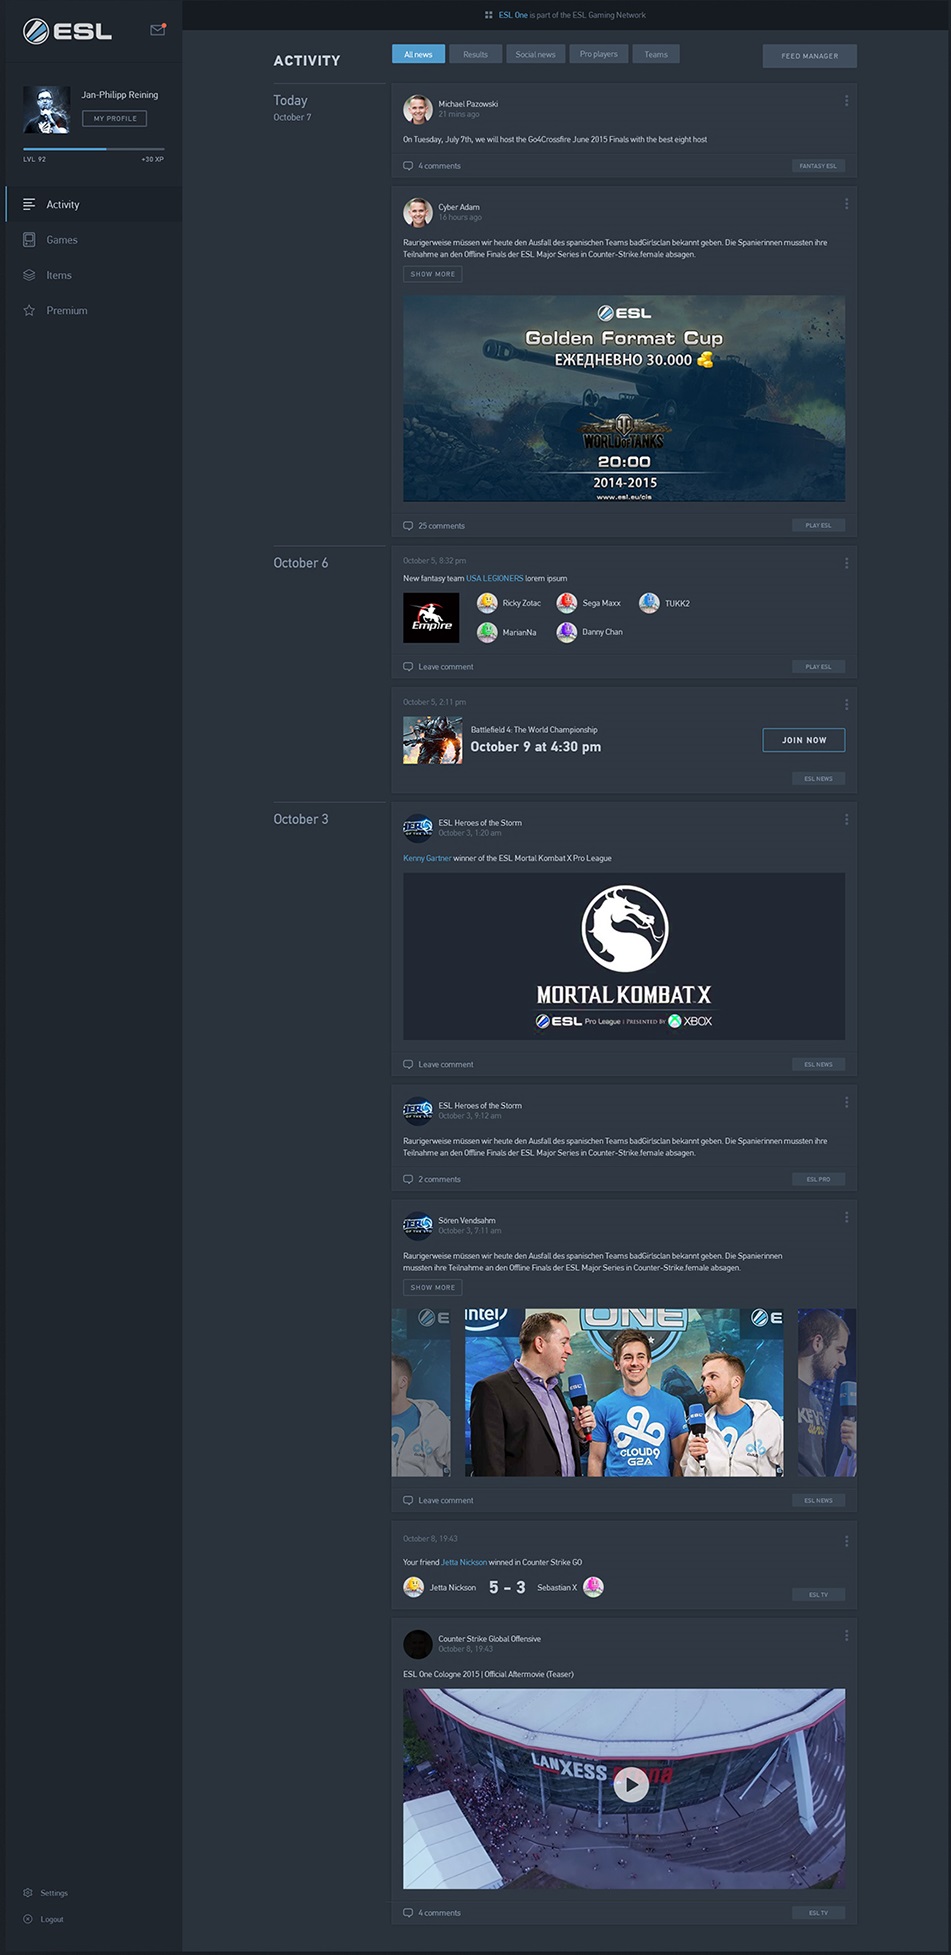 ESL
ESL One is part of the ESL Gaming Network
Jan-Philipp Reining
MY PROFILE
LVL 92
+30 XP
Activity
Games
Items
Premium
Settings
Logout
ACTIVITY
All news
Results
Social news
Pro players
Teams
FEED MANAGER
Today
October 7
Michael Pazowski
21 mins ago
On Tuesday, July 7th, we will host the Go4Crossfire June 2015 Finals with the best eight host
4 comments
FANTASY ESL
Cyber Adam
16 hours ago
Raurigerweise müssen wir heute den Ausfall des spanischen Teams badGirlsclan bekannt geben. Die Spanierinnen mussten ihre
Teilnahme an den Offline Finals der ESL Major Series in Counter-Strike.female absagen.
SHOW MORE
ESL
Golden Format Cup
ЕЖЕДНЕВНО 30.000
WORLD OF TANKS
20:00
2014-2015
www.esl.eu/cis
25 comments
PLAY ESL
October 6
October 5, 8:32 pm
New fantasy team USA LEGIONERS lorem ipsum
Empire
Ricky Zotac
Sega Maxx
TUKK2
MarianNa
Danny Chan
Leave comment
PLAY ESL
October 5, 2:11 pm
Battlefield 4: The World Championship
October 9 at 4:30 pm
JOIN NOW
ESL NEWS
October 3
ESL Heroes of the Storm
October 3, 1:20 am
Kenny Gartner winner of the ESL Mortal Kombat X Pro League
MORTAL KOMBAT X
ESL Pro League | PRESENTED BY XBOX
Leave comment
ESL NEWS
ESL Heroes of the Storm
October 3, 9:12 am
Raurigerweise müssen wir heute den Ausfall des spanischen Teams badGirlsclan bekannt geben. Die Spanierinnen mussten ihre
Teilnahme an den Offline Finals der ESL Major Series in Counter-Strike.female absagen.
2 comments
ESL PRO
Sören Vendsahm
October 3, 7:11 am
Raurigerweise müssen wir heute den Ausfall des spanischen Teams badGirlsclan bekannt geben. Die Spanierinnen
mussten ihre Teilnahme an den Offline Finals der ESL Major Series in Counter-Strike.female absagen.
SHOW MORE
E
intel
ONE
E
ESL
ESL
CLOUD9
G2A
Leave comment
ESL NEWS
October 8, 19:43
Your friend Jetta Nickson winned in Counter Strike GO
Jetta Nickson
5 - 3
Sebastian X
ESL TV
Counter Strike Global Offensive
October 8, 19:43
ESL One Cologne 2015 | Official Aftermovie (Teaser)
LANXESS arena
4 comments
ESL TV